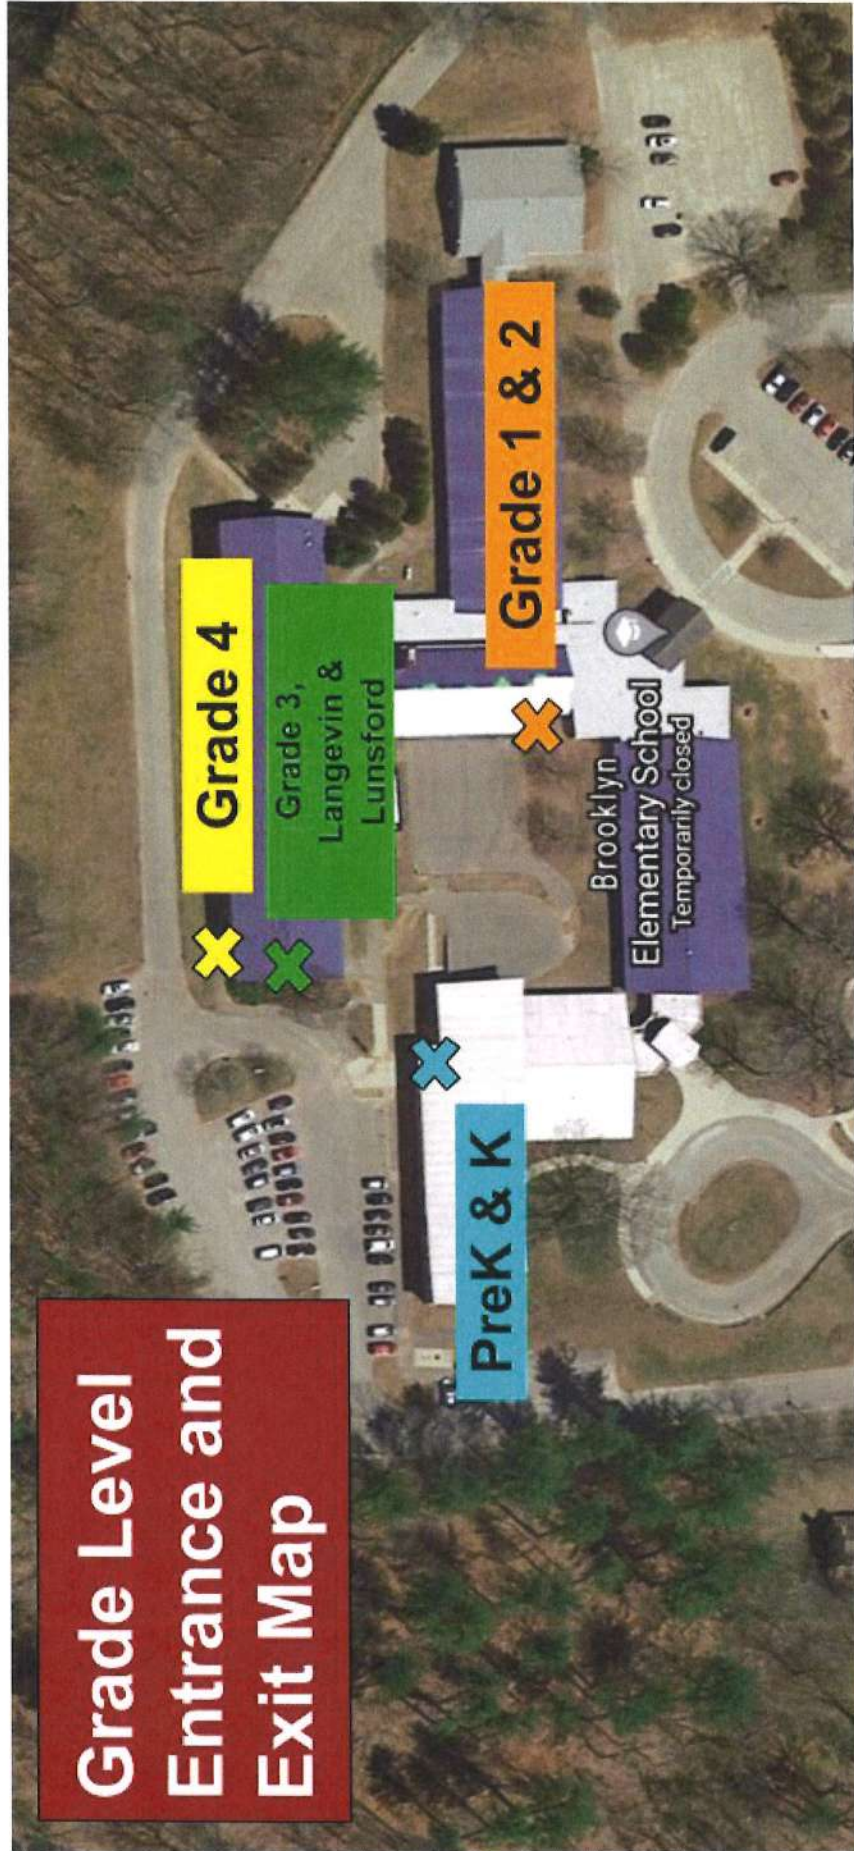 Grade Level
Entrance and
Exit Map
Grade 4
Grade 3,
Langevin &
Lunsford
PreK & K
Grade 1 & 2
Brooklyn
Elementary School
Temporarily closed